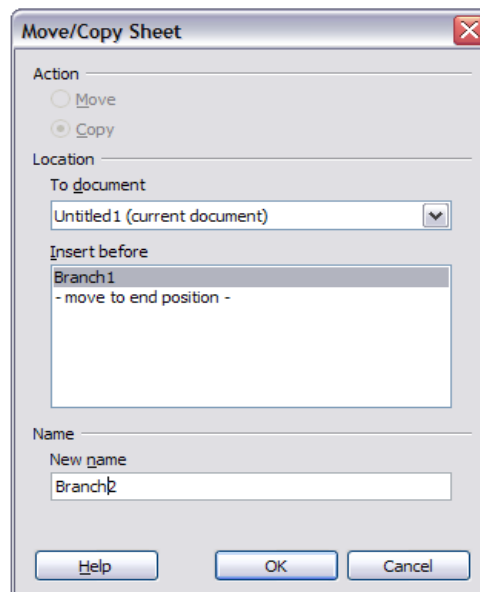 Move/Copy Sheet
Action
Move
Copy
Location
To document
Untitled1 (current document)
Insert before
Branch1
- move to end position -
Name
New name
Branch2
Help
OK
Cancel